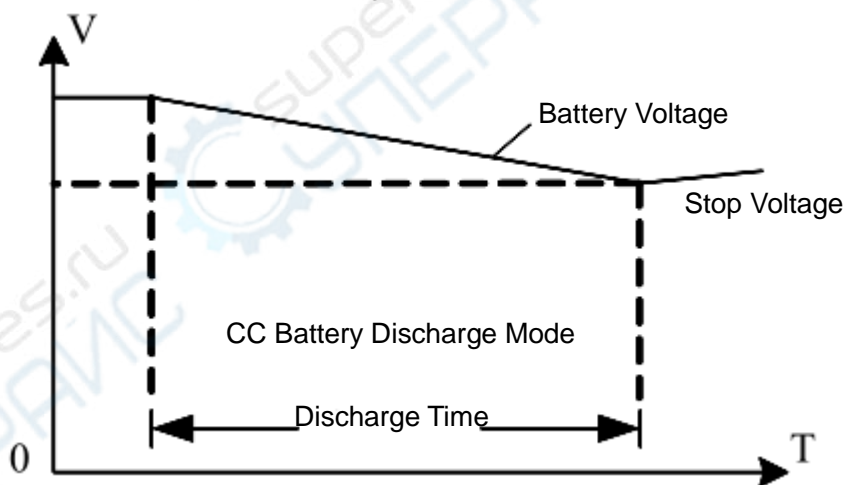 V
Battery Voltage
Stop Voltage
CC Battery Discharge Mode
Discharge Time
0
T